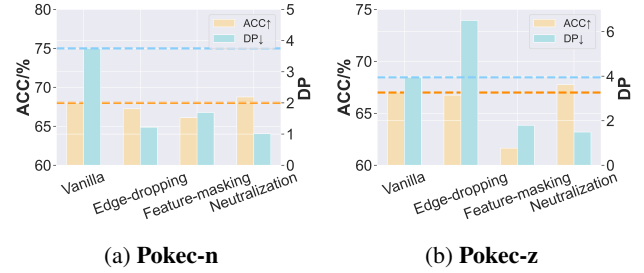 80
75
70
65
60
ACC/%
ACC↑
DP↓
5
4
3
2
1
0
DP
Vanilla
Edge-dropping
Feature-masking
Neutralization
(a) Pokec-n
75
70
65
60
ACC/%
ACC↑
DP↓
6
4
2
0
DP
Vanilla
Edge-dropping
Feature-masking
Neutralization
(b) Pokec-z